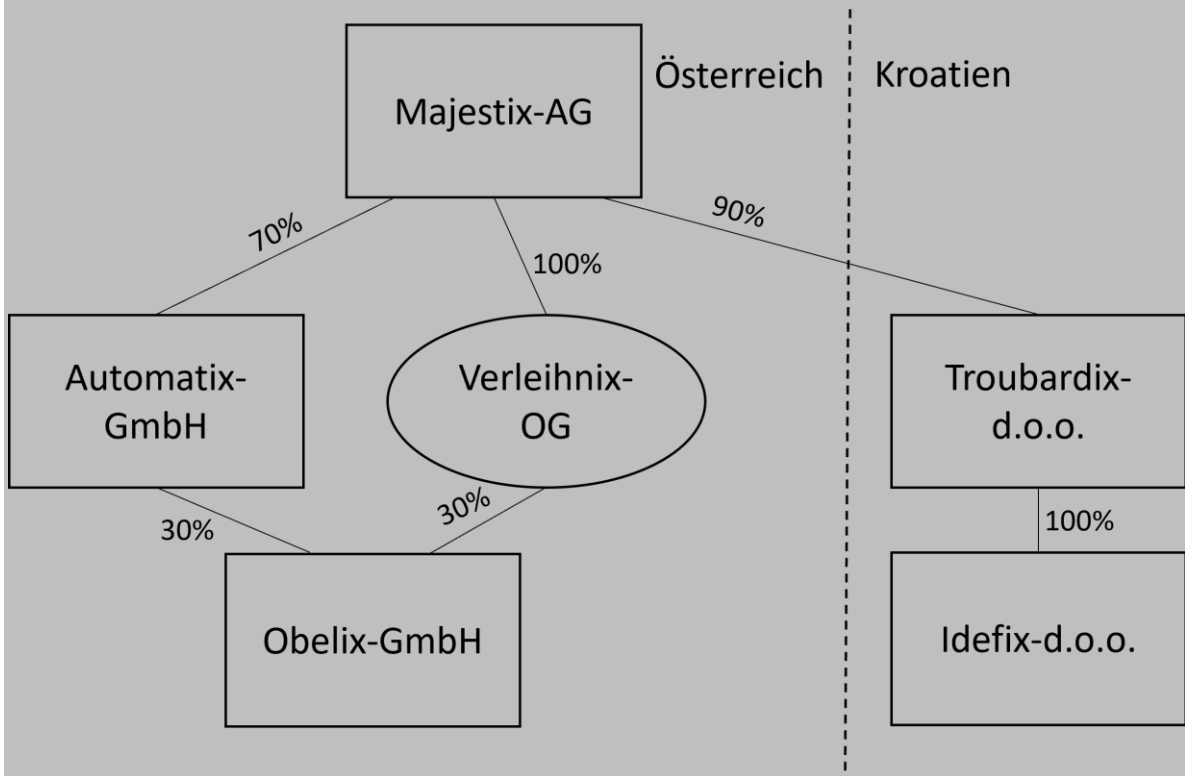 Majestix-AG
Österreich
Kroatien
70%
100%
90%
Automatix-
GmbH
Verleihnix-
OG
Troubardix-
d.o.o.
30%
30%
100%
Obelix-GmbH
Idefix-d.o.o.